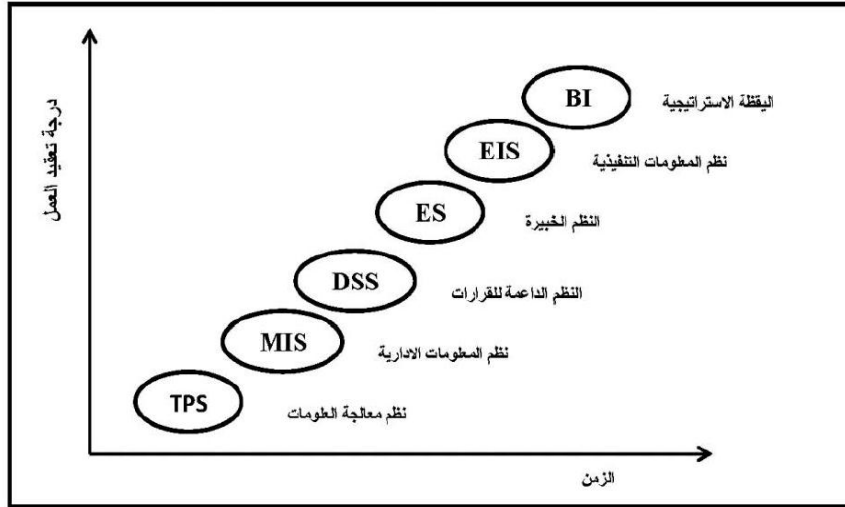 BI
اليقظة الاستراتيجية
EIS
نظم المعلومات التنفيذية
ES
النظم الخبيرة
DSS
النظم الداعمة للقرارات
MIS
نظم المعلومات الادارية
TPS
نظم معالجة العلومات
درجة تعقيد العمل
الزمن